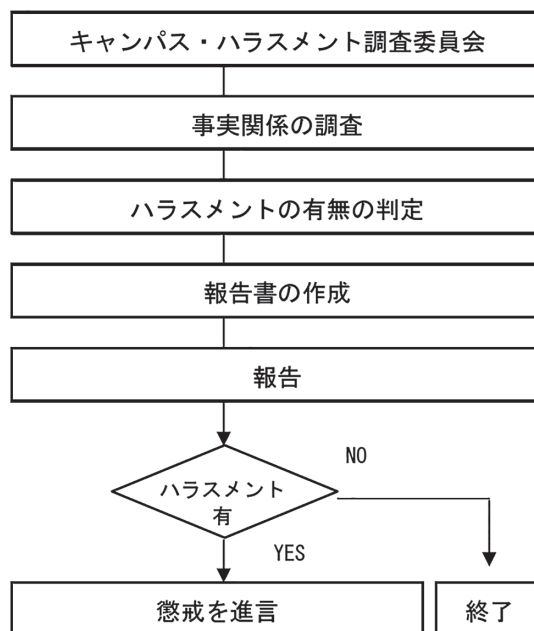 キャンパス・ハラスメント調査委員会
事実関係の調査
ハラスメントの有無の判定
報告書の作成
報告
NO
ハラスメント
有
YES
懲戒を進言
終了